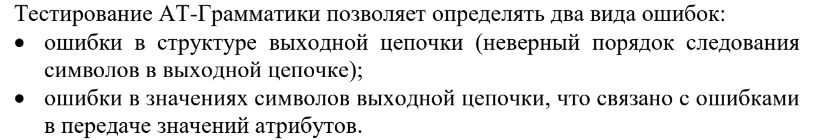 Тестирование АТ-Грамматики позволяет определять два вида ошибок:
• ошибки в структуре выходной цепочки (неверный порядок следования
символов в выходной цепочке);
• ошибки в значениях символов выходной цепочки, что связано с ошибками
в передаче значений атрибутов.